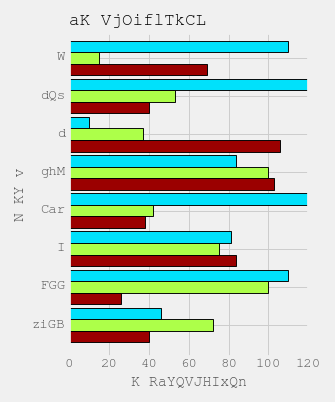 aK VjOiflTkCL
W
dQs
d
ghM
Car
I
FGG
ziGB
N KY v
0 20 40 60 80 100 120
K RaYQVJHIxQn